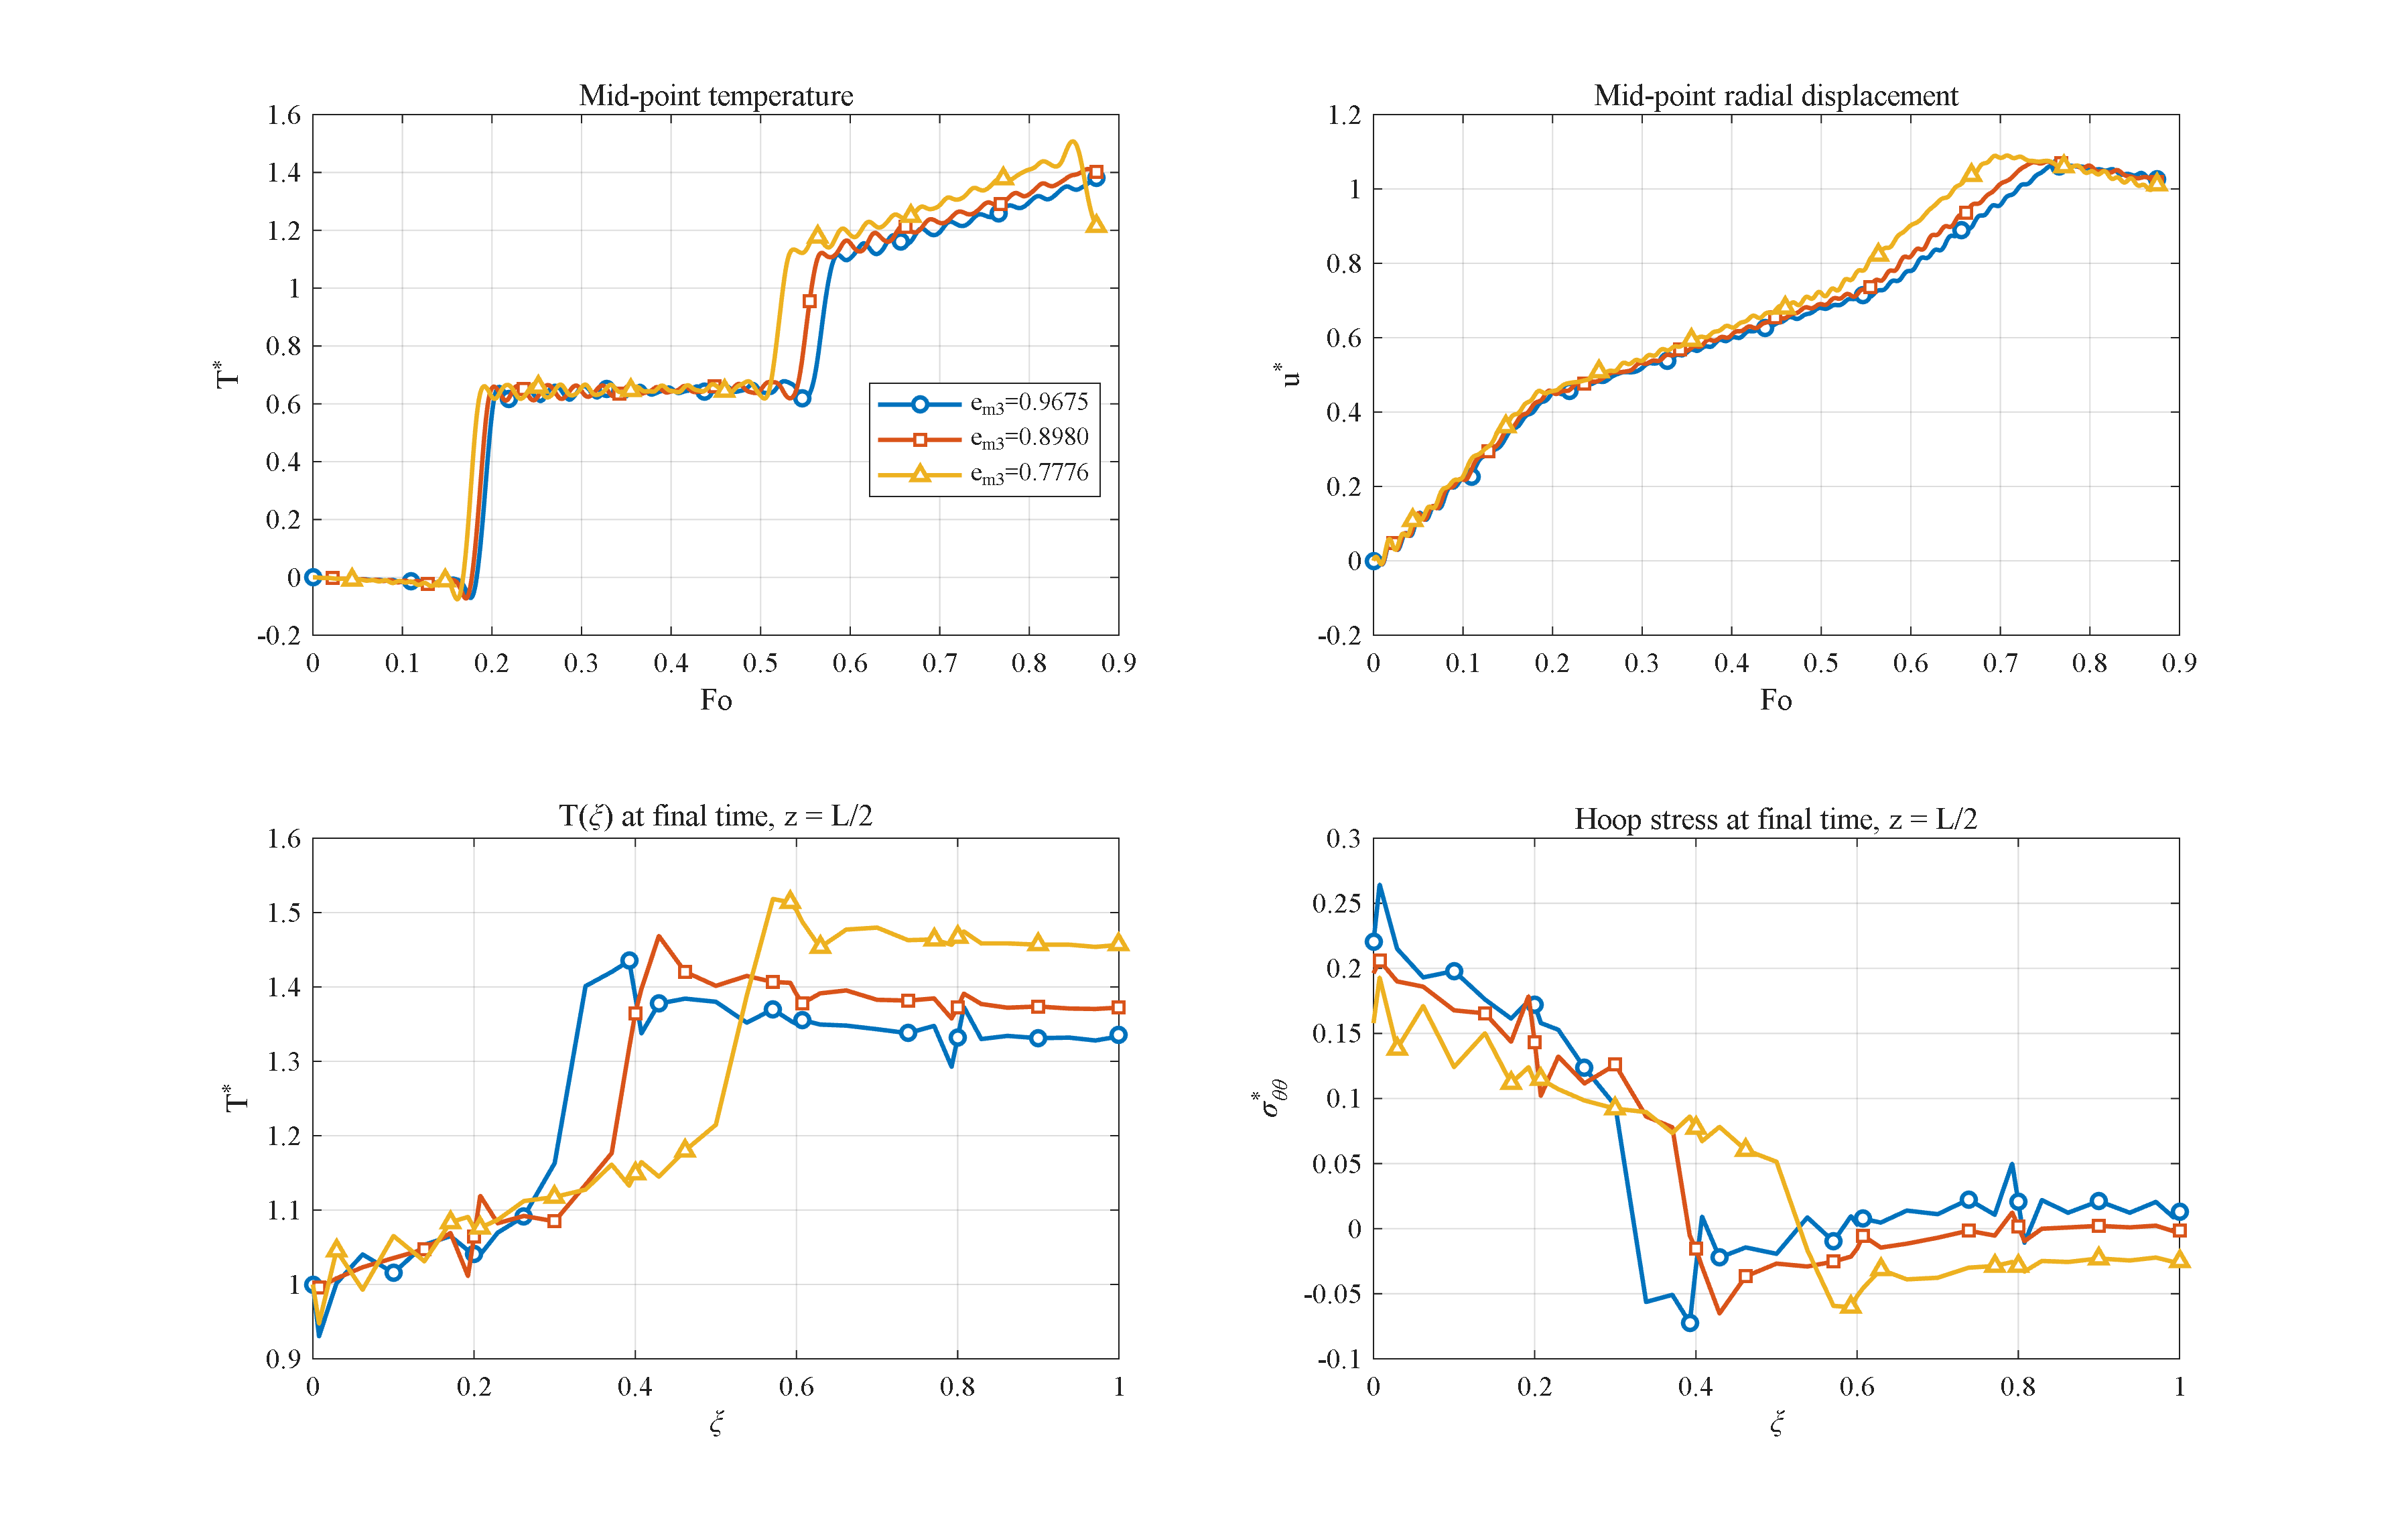 Mid-point temperature
1.6
1.4
1.2
1
0.8
0.6
0.4
0.2
0
-0.2
T*
0 0.1 0.2 0.3 0.4 0.5 0.6 0.7 0.8 0.9
Fo
e_m3=0.9675
e_m3=0.8980
e_m3=0.7776
Mid-point radial displacement
1.2
1
0.8
0.6
0.4
0.2
0
-0.2
u*
0 0.1 0.2 0.3 0.4 0.5 0.6 0.7 0.8 0.9
Fo
T(ξ) at final time, z = L/2
1.6
1.5
1.4
1.3
1.2
1.1
1
0.9
T*
0 0.2 0.4 0.6 0.8 1
ξ
Hoop stress at final time, z = L/2
0.3
0.25
0.2
0.15
0.1
0.05
0
-0.05
-0.1
σ*θθ
0 0.2 0.4 0.6 0.8 1
ξ